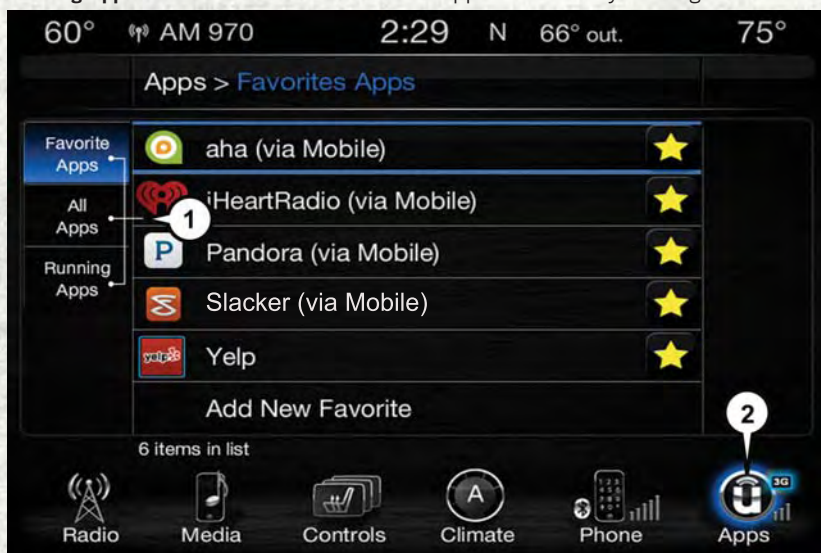 60° AM 970 2:29 N 66° out. 75°
Apps > Favorites Apps
Favorite
Apps
All
Apps
Running
Apps
1
aha (via Mobile)
iHeartRadio (via Mobile)
P Pandora (via Mobile)
Slacker (via Mobile)
yelp Yelp
Add New Favorite
6 items in list
2
3G
A
Radio Media Controls Climate Phone Apps